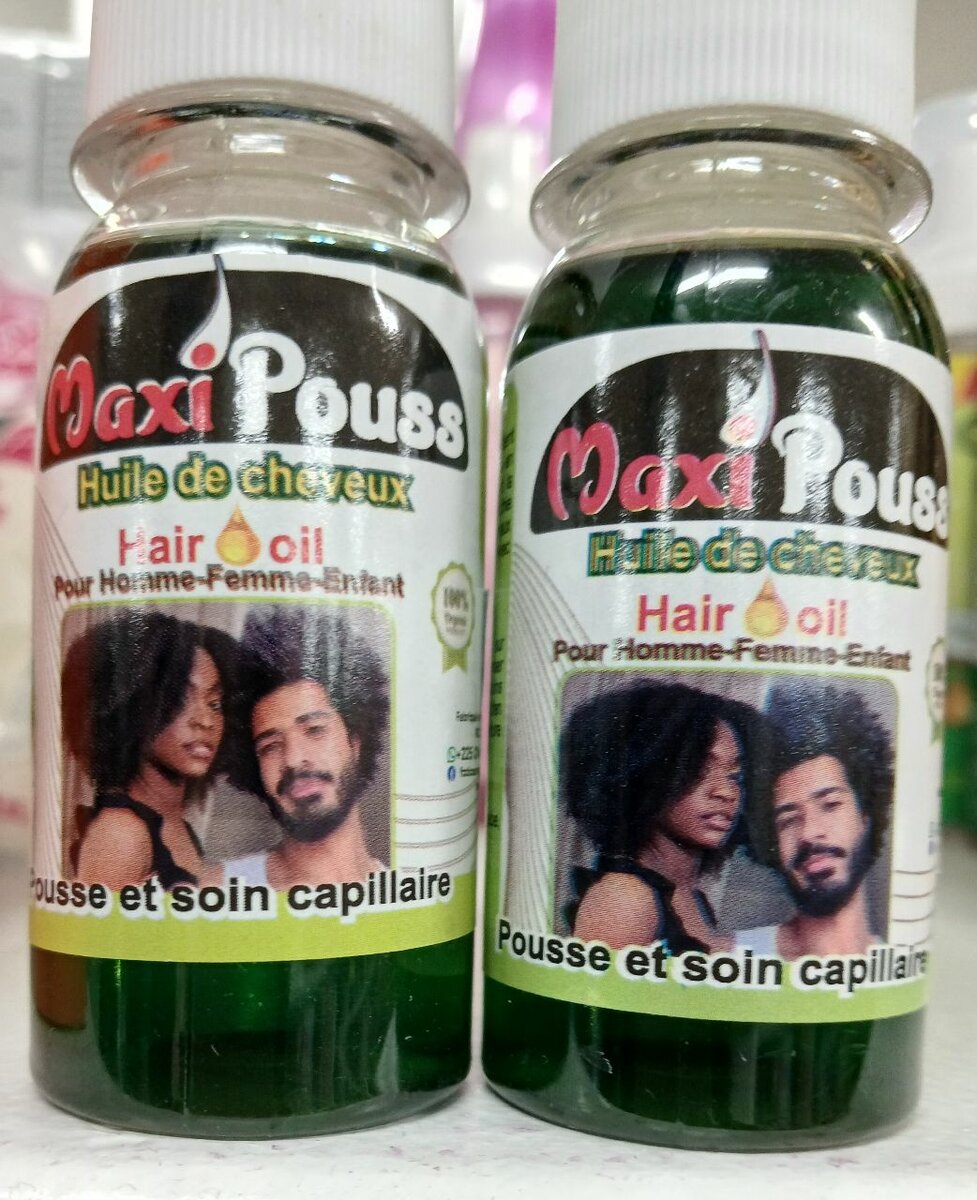 Maxi Pouss
Huile de cheveux
Hair oil
Pour Homme-Femme-Enfant
100%
Pousse et soin capillaire
Maxi Pouss
Huile de cheveux
Hair oil
Pour Homme-Femme-Enfant
Pousse et soin capillaire